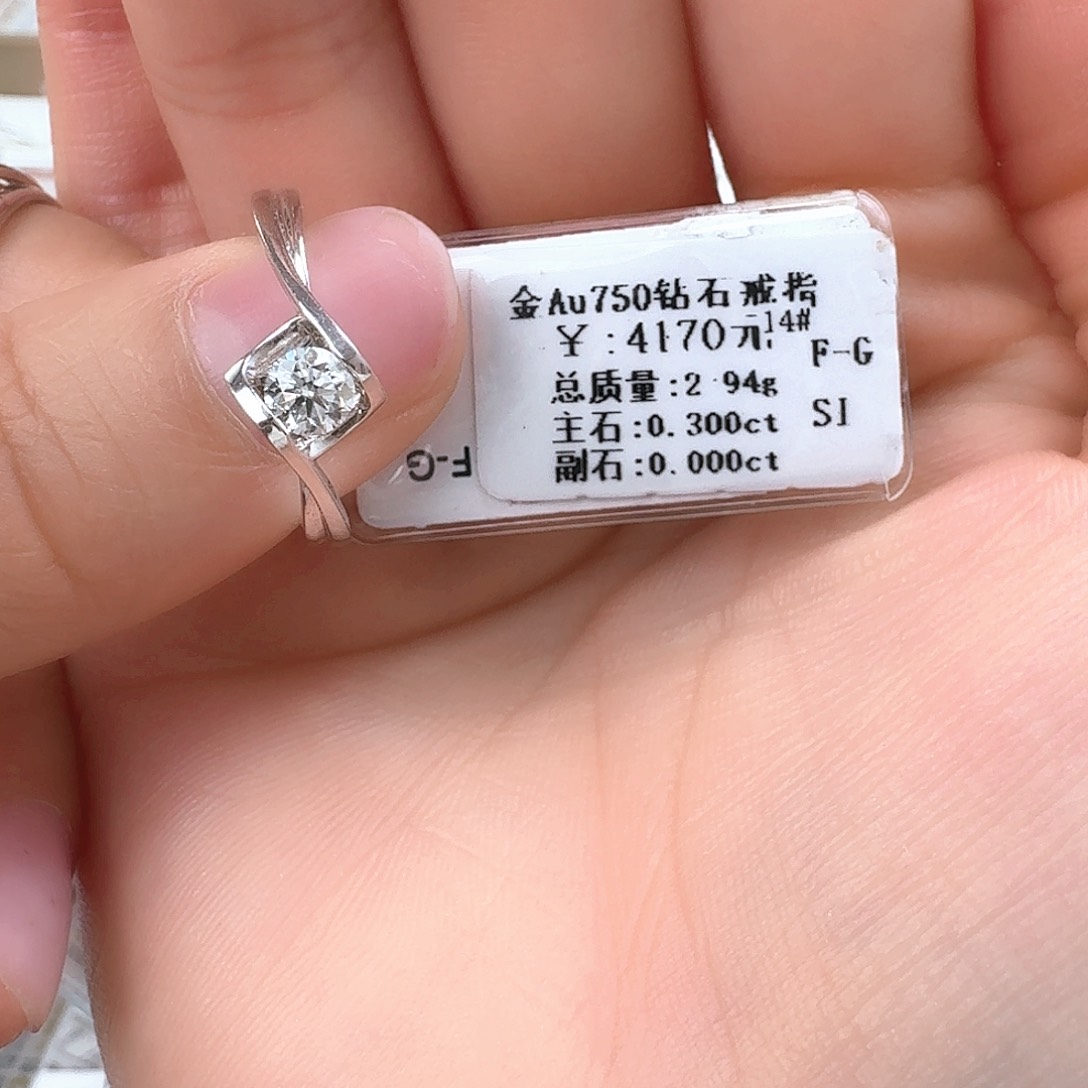 金Au750钻石戒指
¥:4170元 14#
F-G
总质量:2.94g
SI
主石:0.300ct
副石:0.000ct
F-G